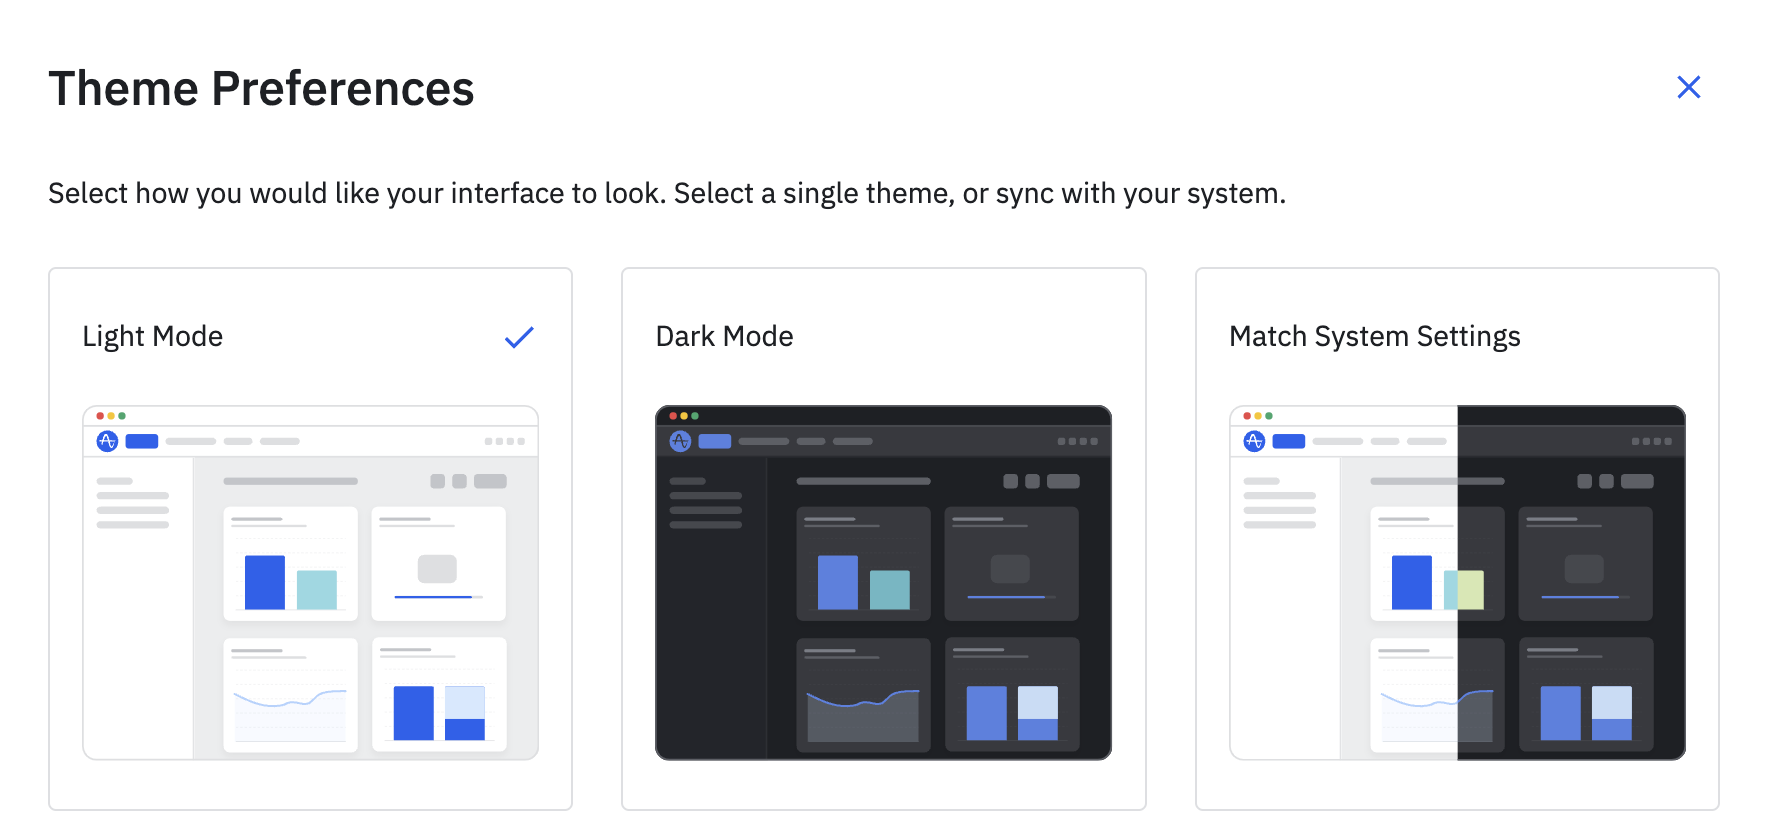 Theme Preferences
Select how you would like your interface to look. Select a single theme, or sync with your system.
Light Mode
Dark Mode
Match System Settings